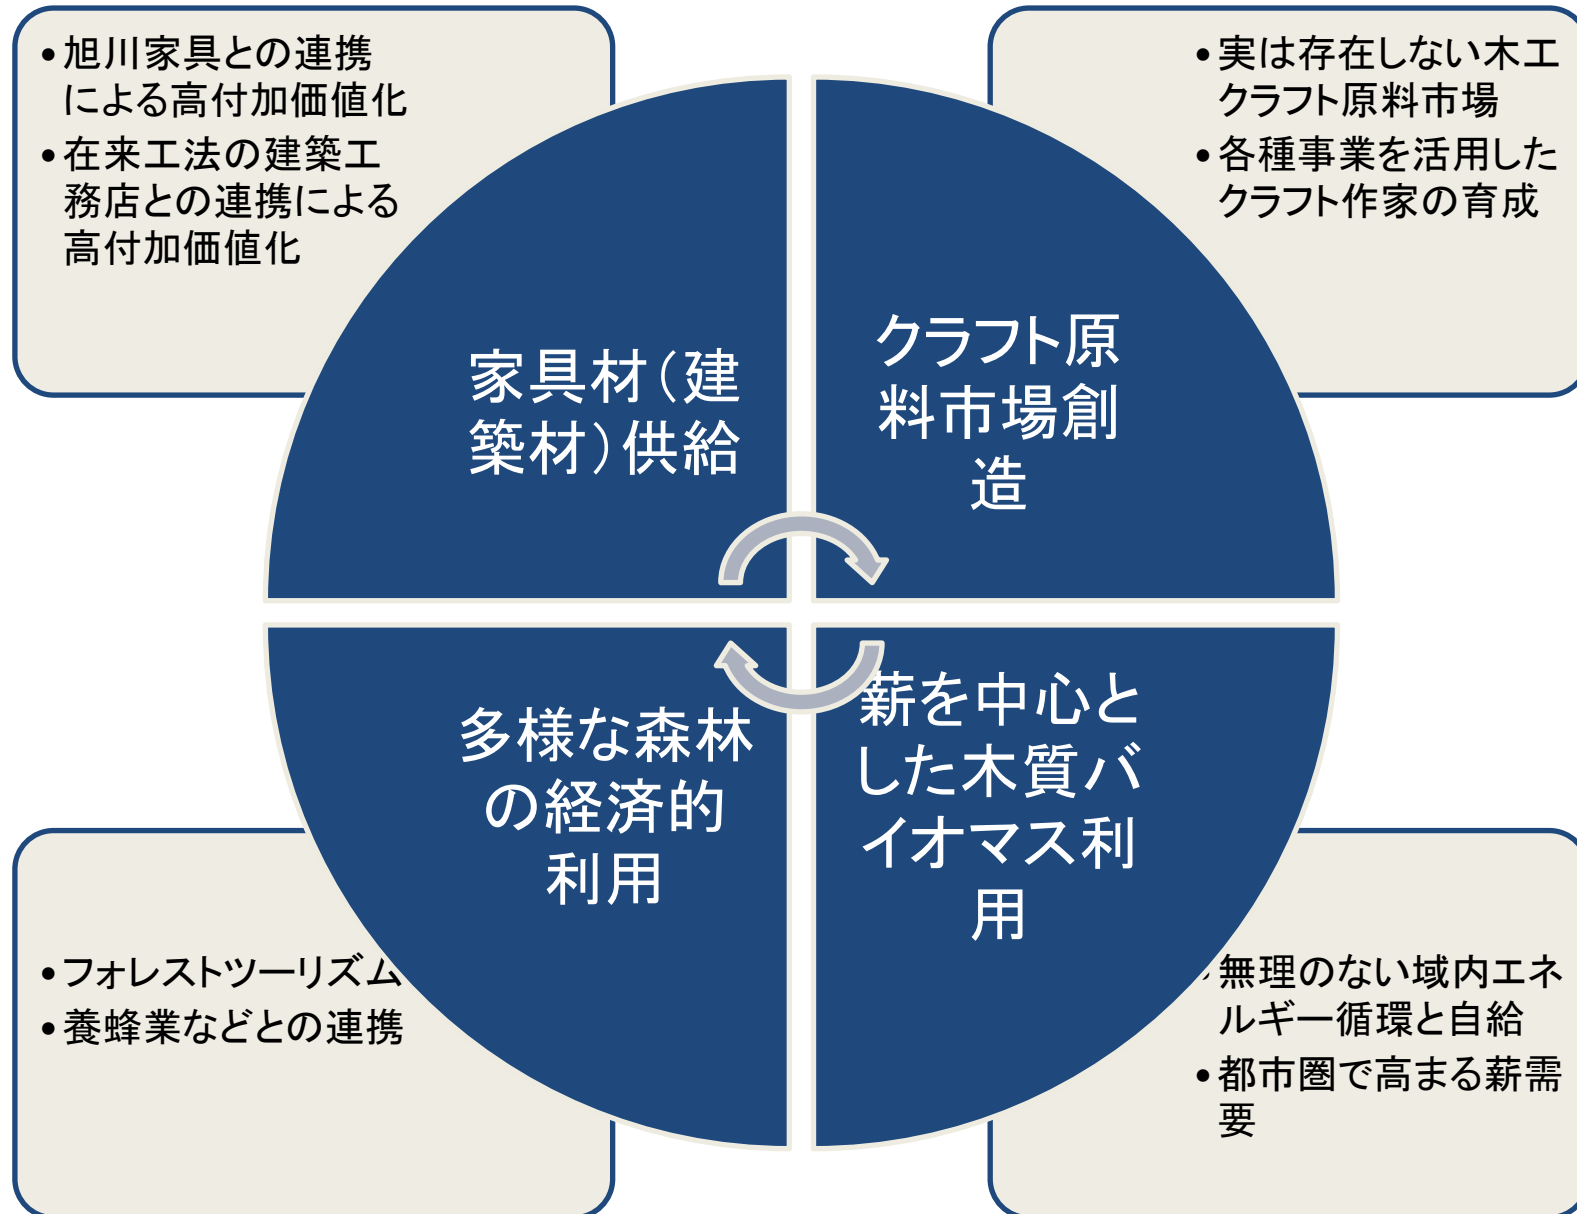 •旭川家具との連携
による高付加価値化
•在来工法の建築工
務店との連携による
高付加価値化
•実は存在しない木工
クラフト原料市場
•各種事業を活用した
クラフト作家の育成
家具材（建
築材）供給
クラフト原
料市場創
造
多様な森林
の経済的
利用
薪を中心と
した木質バ
イオマス利
用
•フォレストツーリズム
•養蜂業などとの連携
•無理のない域内エネ
ルギー循環と自給
•都市圏で高まる薪需
要